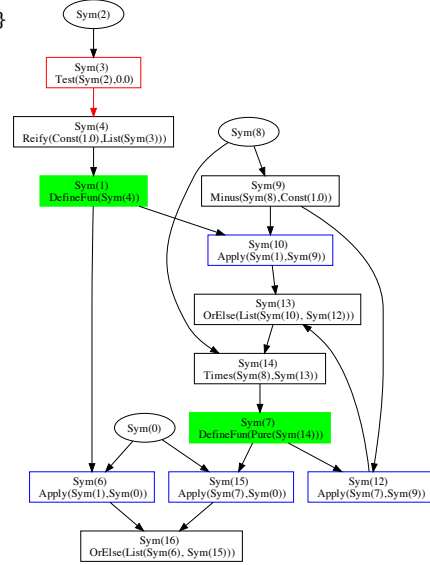 }
Sym(2)
Sym(3)
Test(Sym(2),0.0)
Sym(4)
Reify(Const(1.0),List(Sym(3)))
Sym(8)
Sym(1)
DefineFun(Sym(4))
Sym(9)
Minus(Sym(8),Const(1.0))
Sym(10)
Apply(Sym(1),Sym(9))
Sym(13)
OrElse(List(Sym(10), Sym(12)))
Sym(14)
Times(Sym(8),Sym(13))
Sym(0)
Sym(7)
DefineFun(Pure(Sym(14)))
Sym(6)
Apply(Sym(1),Sym(0))
Sym(15)
Apply(Sym(7),Sym(0))
Sym(12)
Apply(Sym(7),Sym(9))
Sym(16)
OrElse(List(Sym(6), Sym(15)))